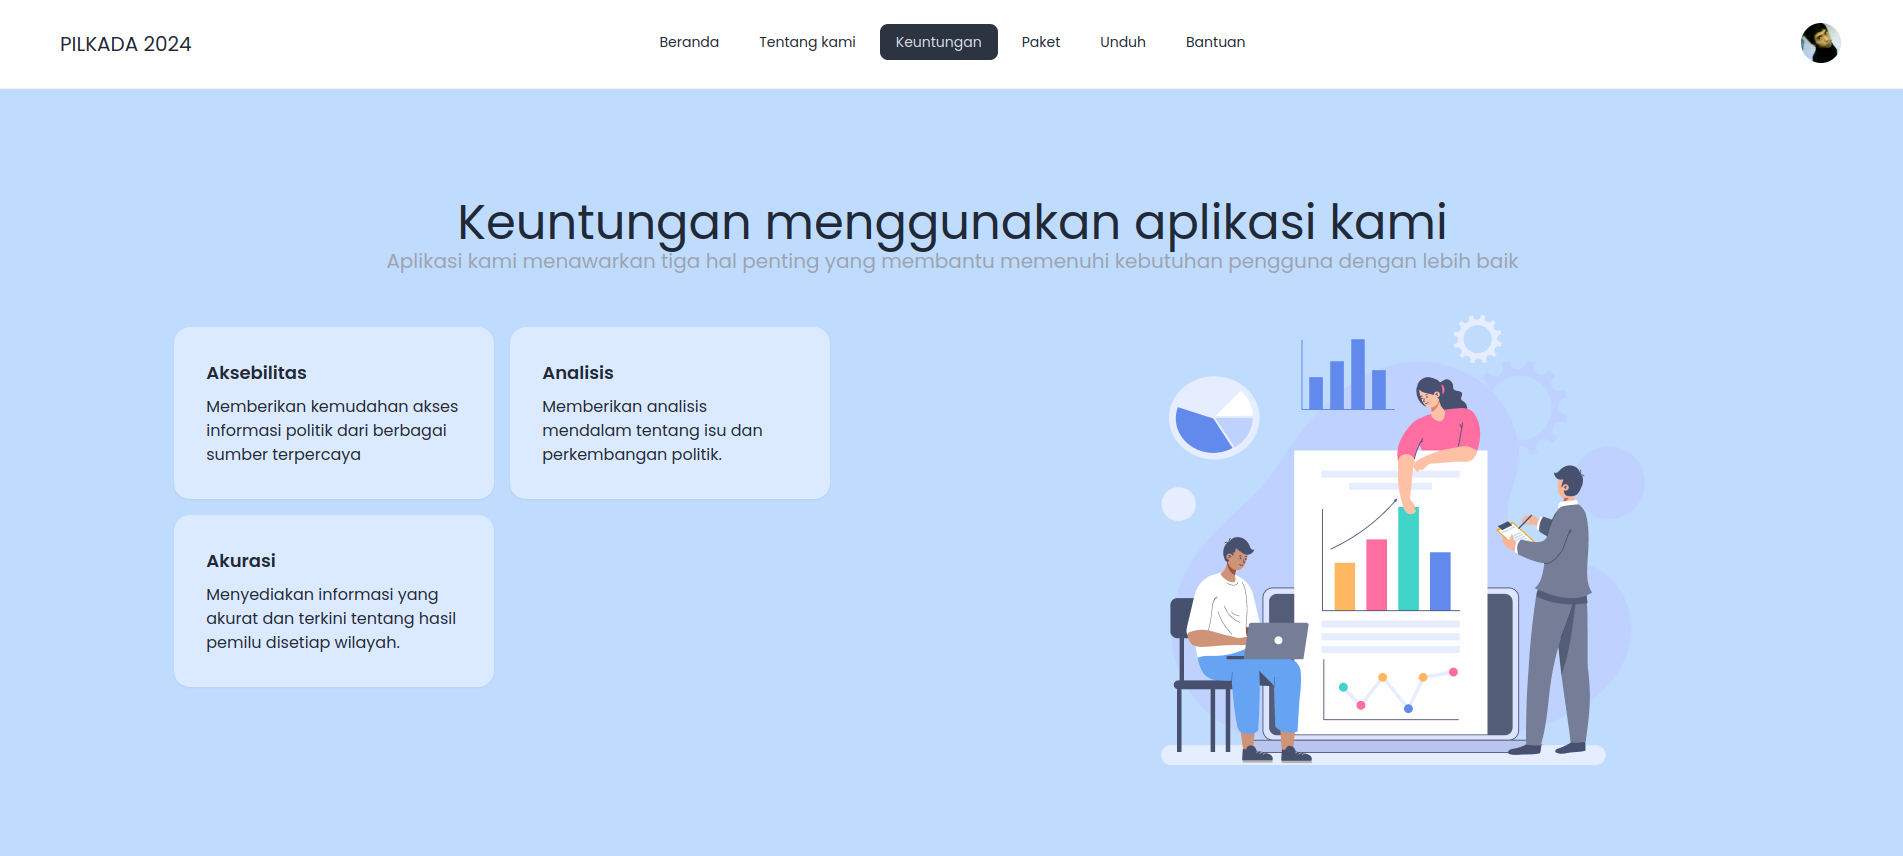 PILKADA 2024
Beranda
Tentang kami
Keuntungan
Paket
Unduh
Bantuan
Keuntungan menggunakan aplikasi kami
Aplikasi kami menawarkan tiga hal penting yang membantu memenuhi kebutuhan pengguna dengan lebih baik
Aksebilitas
Memberikan kemudahan akses
informasi politik dari berbagai
sumber terpercaya
Analisis
Memberikan analisis
mendalam tentang isu dan
perkembangan politik.
Akurasi
Menyediakan informasi yang
akurat dan terkini tentang hasil
pemilu disetiap wilayah.